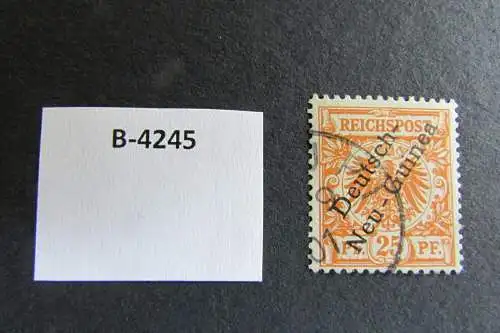 B-4245
REICHSPOST
Deutsch-
Neu-Guinea
25 PF.